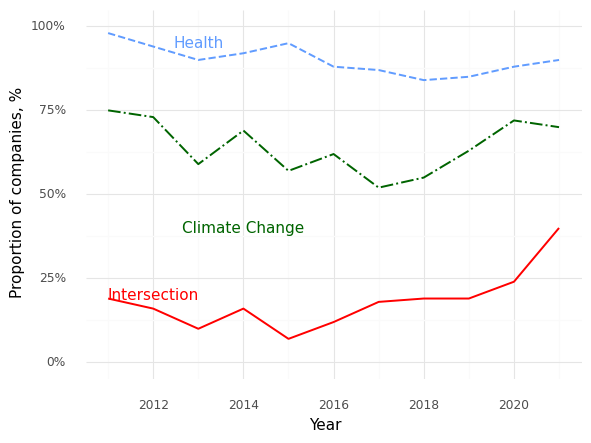 100%
Health
75%
50%
Climate Change
25%
Intersection
0%
Proportion of companies, %
2012 2014 2016 2018 2020
Year